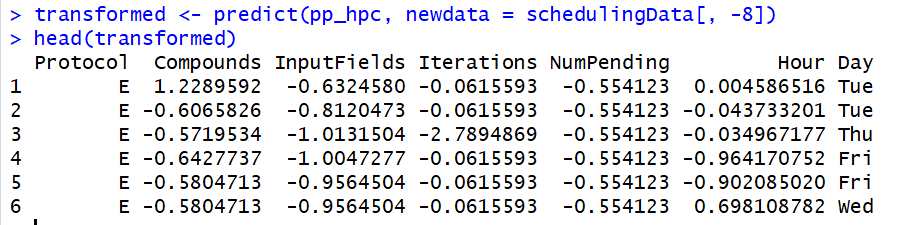 > transformed <- predict(pp_hpc, newdata = schedulingData[, -8])
> head(transformed)
  Protocol  Compounds InputFields Iterations NumPending         Hour Day
1        E  1.2289592  -0.6324580 -0.0615593  -0.554123  0.004586516 Tue
2        E -0.6065826  -0.8120473 -0.0615593  -0.554123 -0.043733201 Tue
3        E -0.5719534  -1.0131504 -2.7894869  -0.554123 -0.034967177 Thu
4        E -0.6427737  -1.0047277 -0.0615593  -0.554123 -0.964170752 Fri
5        E -0.5804713  -0.9564504 -0.0615593  -0.554123 -0.902085020 Fri
6        E -0.5804713  -0.9564504 -0.0615593  -0.554123  0.698108782 Wed